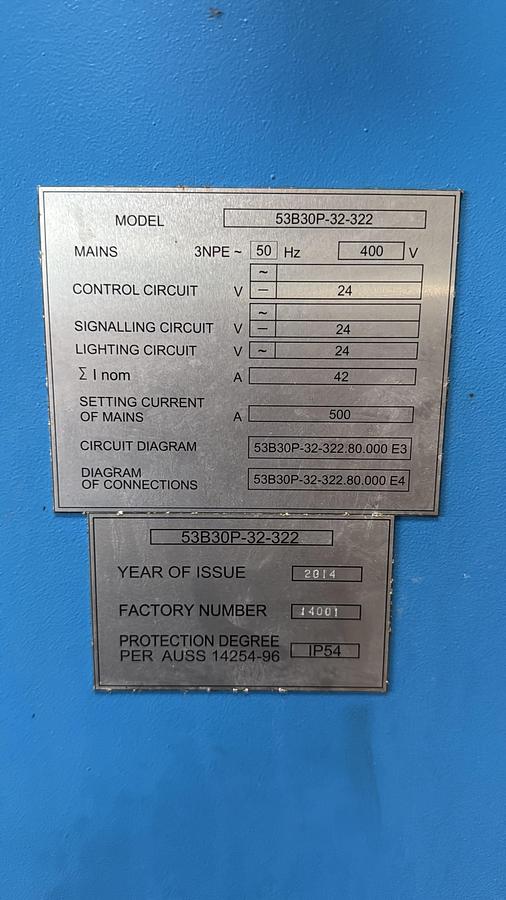 MODEL 53B30P-32-322
MAINS 3NPE ~ 50 Hz 400 V
~
CONTROL CIRCUIT V — 24
~
SIGNALLING CIRCUIT V — 24
LIGHTING CIRCUIT V ~ 24
Σ I nom A 42
SETTING CURRENT
OF MAINS A 500
CIRCUIT DIAGRAM 53B30P-32-322.80.000 E3
DIAGRAM
OF CONNECTIONS 53B30P-32-322.80.000 E4
53B30P-32-322
YEAR OF ISSUE 2014
FACTORY NUMBER 14001
PROTECTION DEGREE
PER AUSS 14254-96 IP54